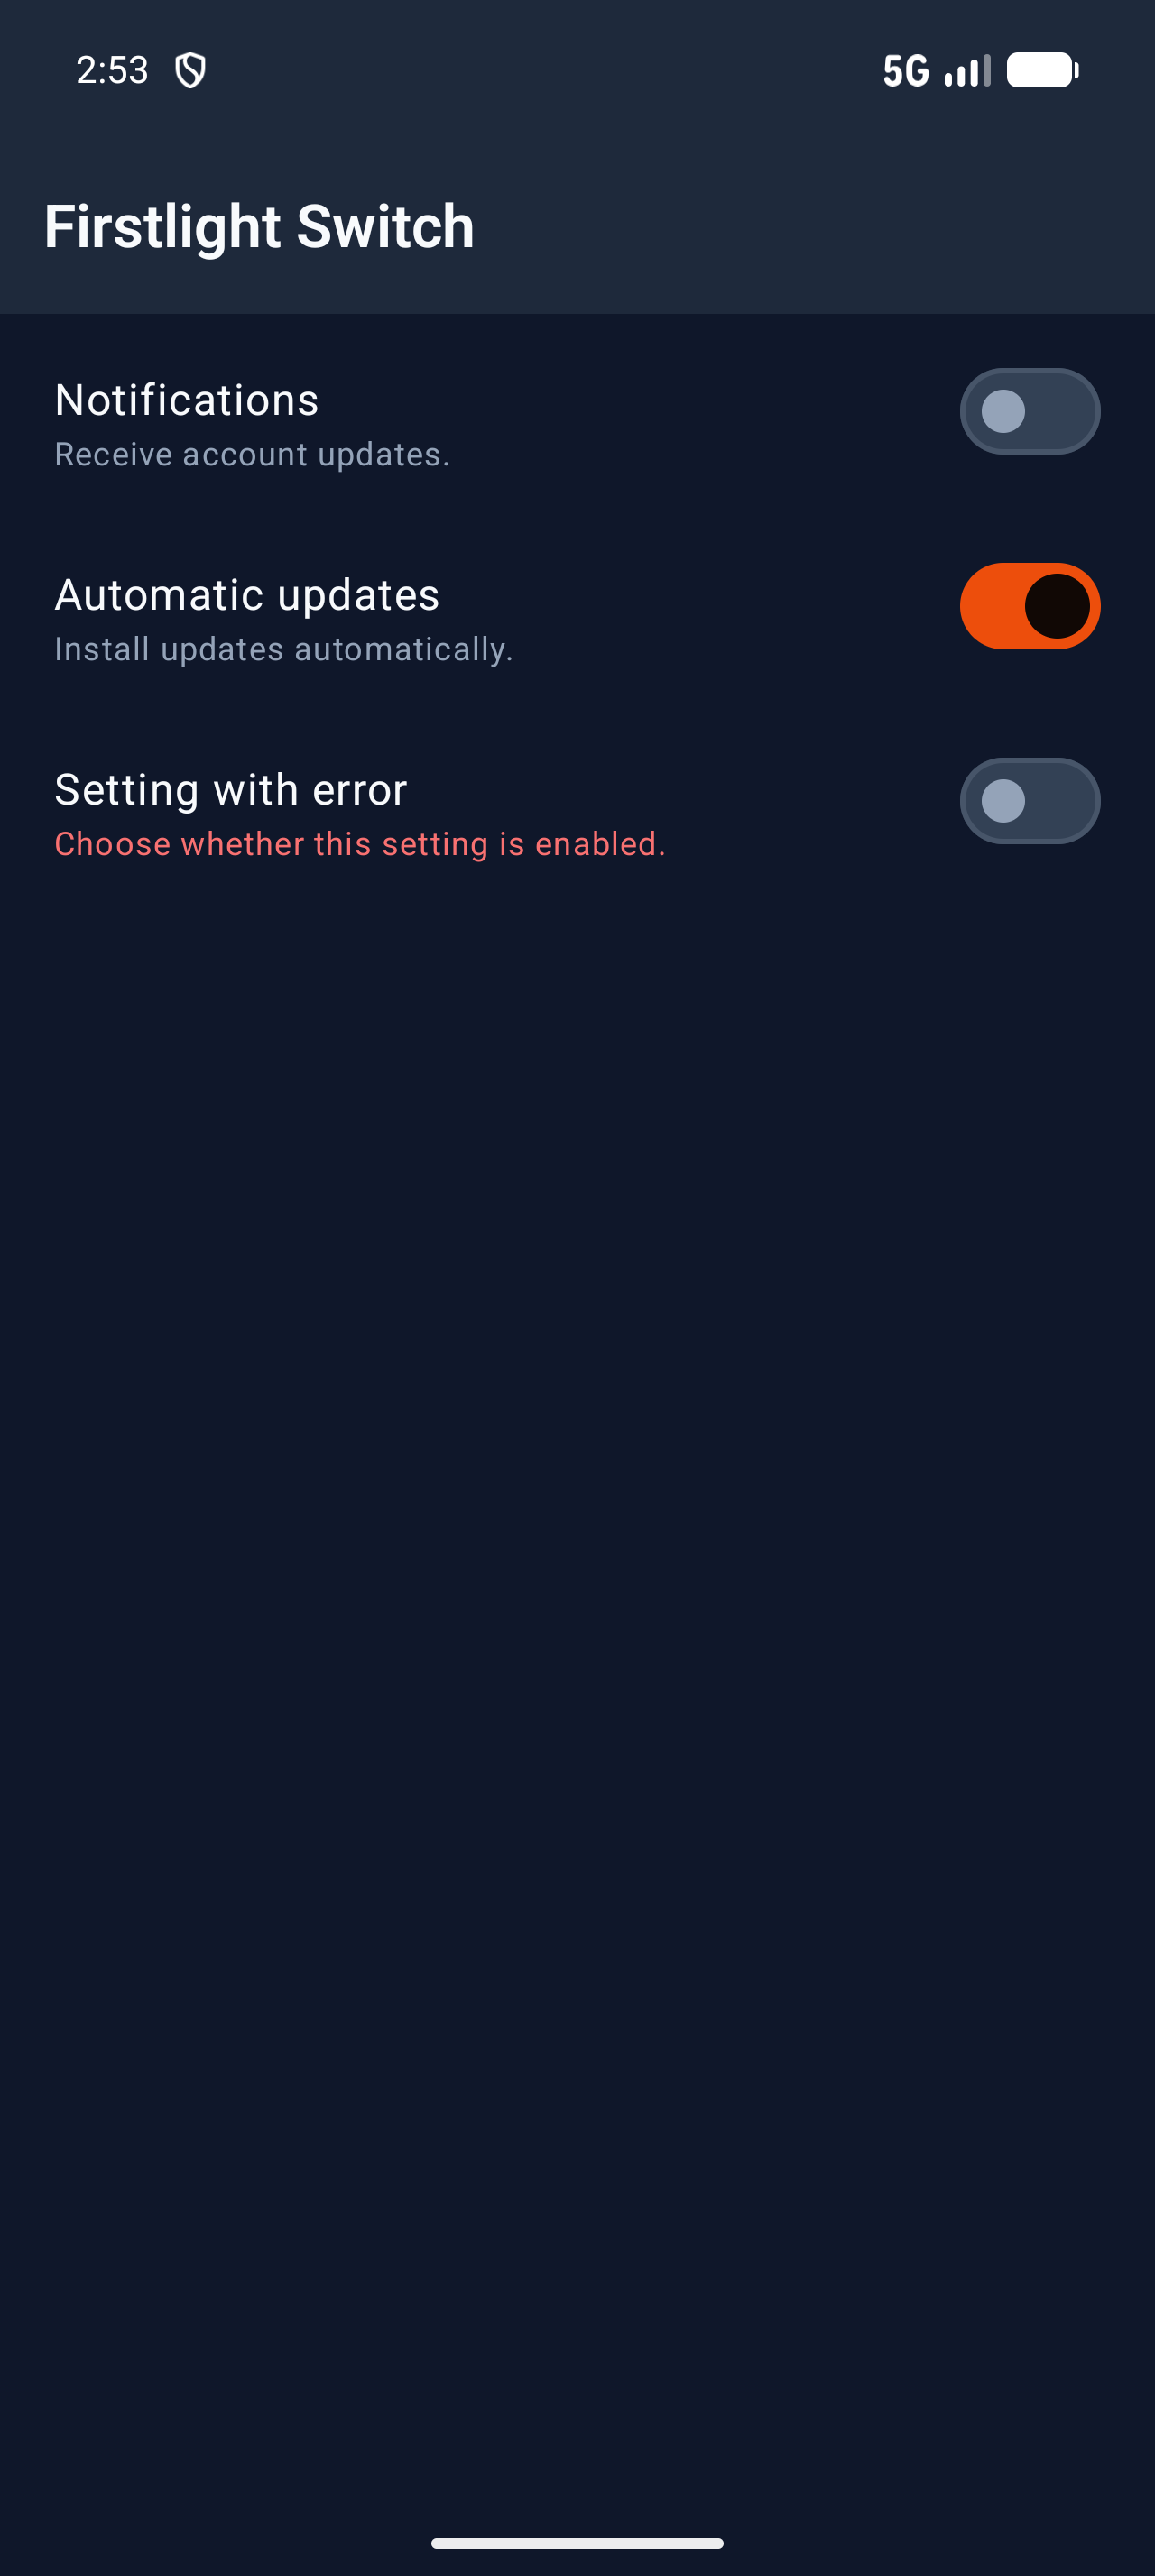 2:53
5G
Firstlight Switch
Notifications
Receive account updates.
Automatic updates
Install updates automatically.
Setting with error
Choose whether this setting is enabled.